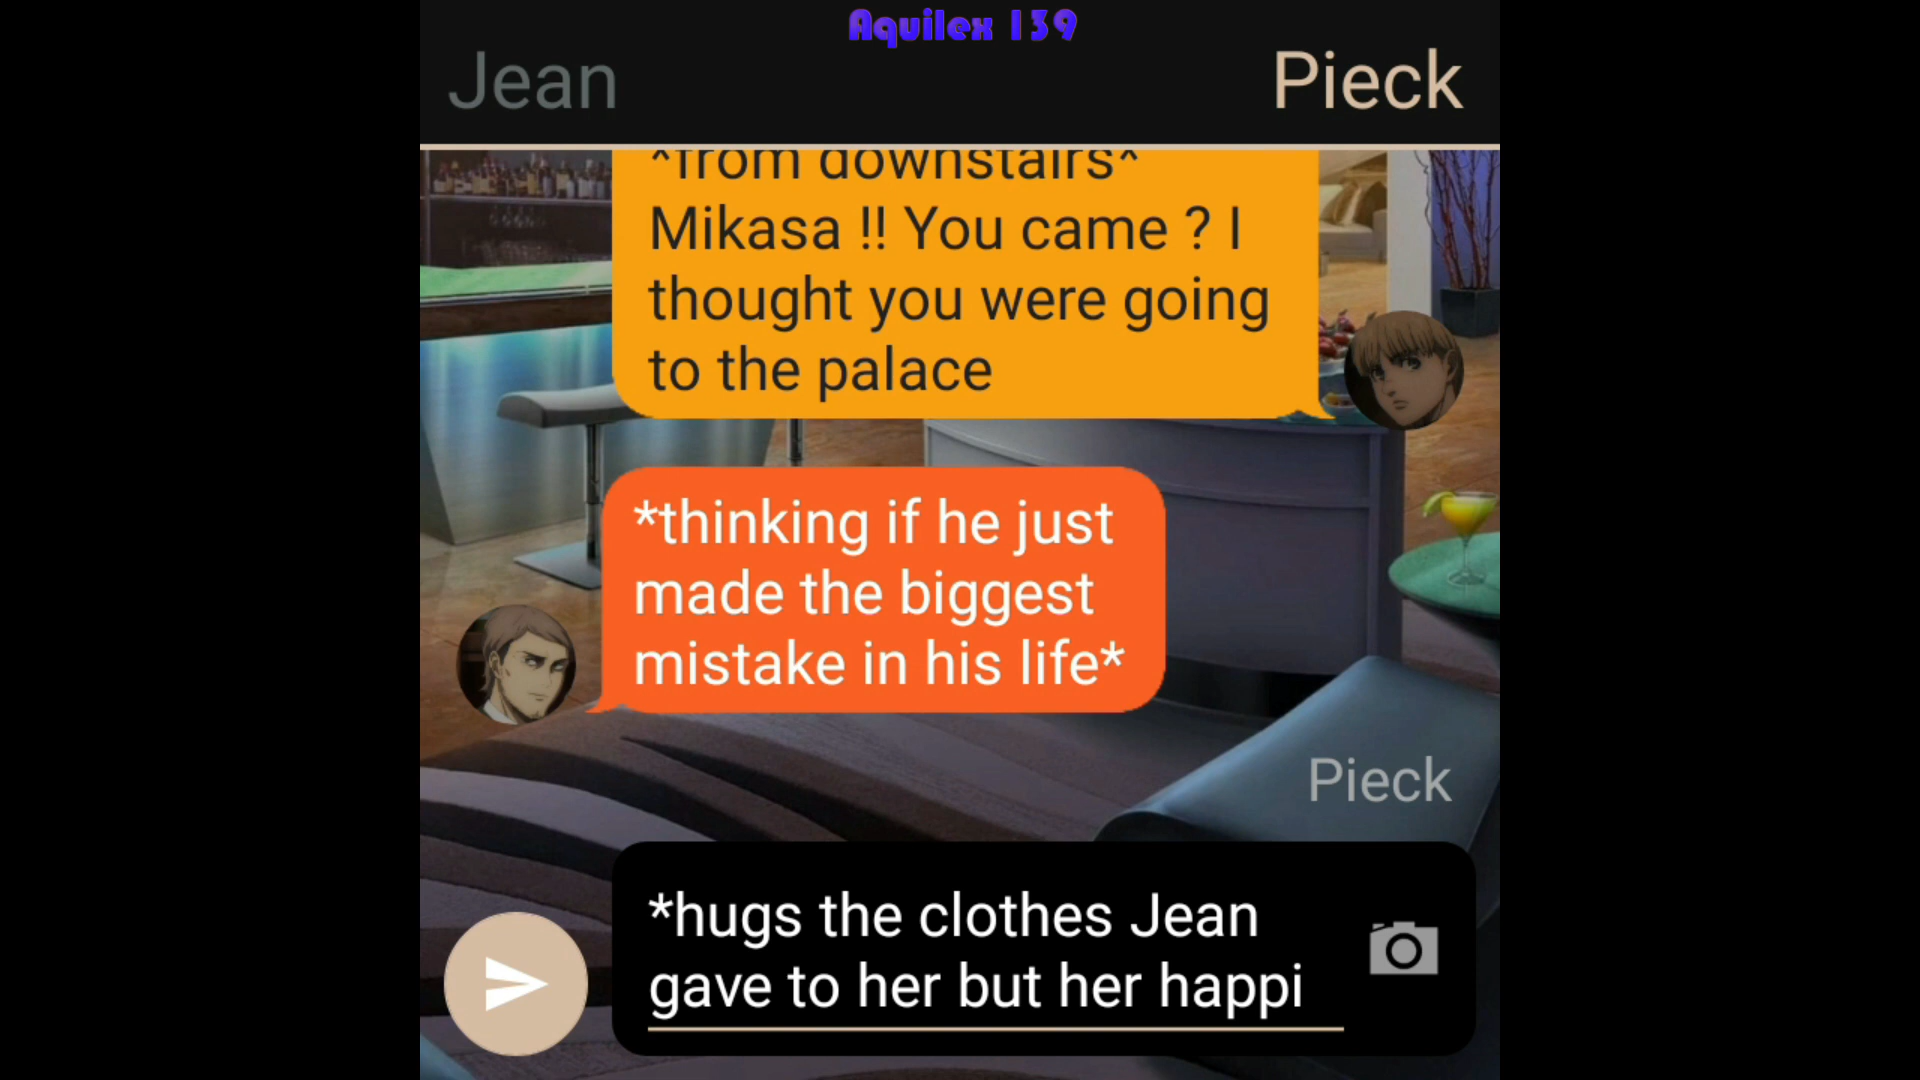 Aquilex 139
Jean
Pieck
*from downstairs*
Mikasa !! You came ? I
thought you were going
to the palace
*thinking if he just
made the biggest
mistake in his life*
Pieck
*hugs the clothes Jean
gave to her but her happi